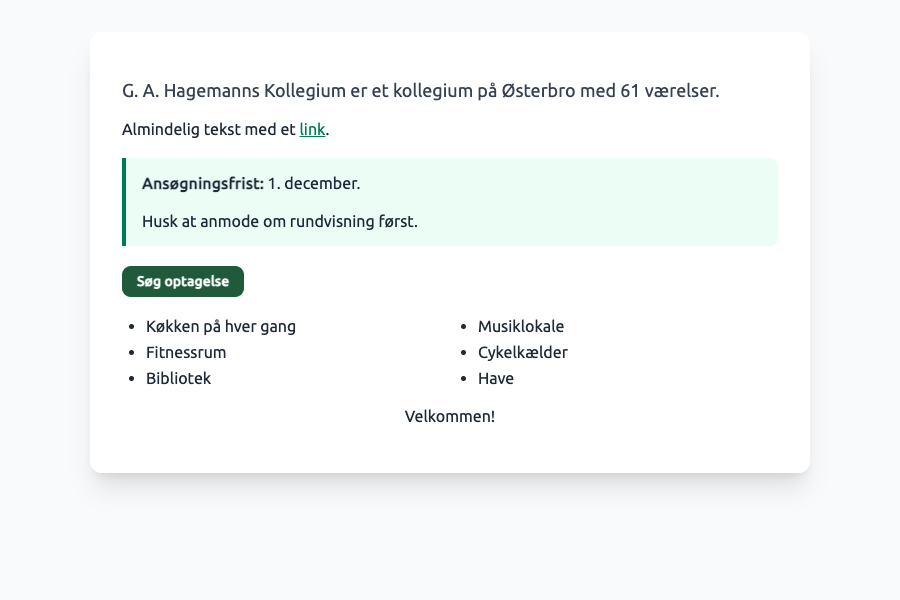 G. A. Hagemanns Kollegium er et kollegium på Østerbro med 61 værelser.
Almindelig tekst med et link.
Ansøgningsfrist: 1. december.
Husk at anmode om rundvisning først.
Søg optagelse
Køkken på hver gang
Fitnessrum
Bibliotek
Musiklokale
Cykelkælder
Have
Velkommen!